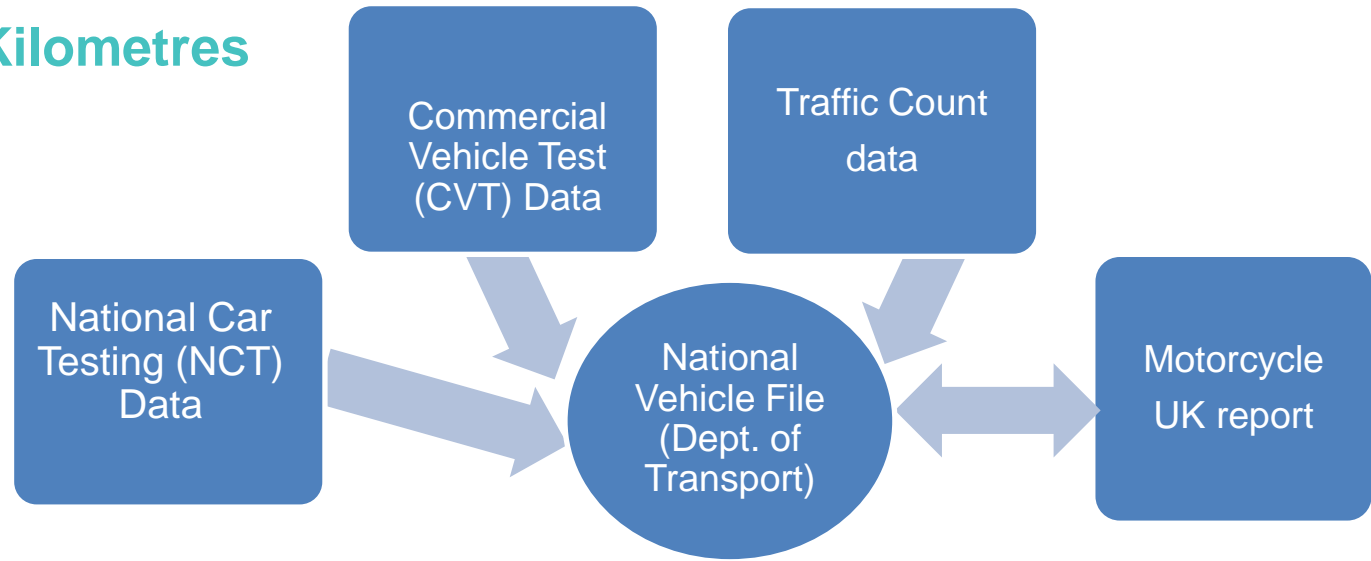 Kilometres
Commercial
Vehicle Test
(CVT) Data
Traffic Count
data
National Car
Testing (NCT)
Data
National
Vehicle File
(Dept. of
Transport)
Motorcycle
UK report